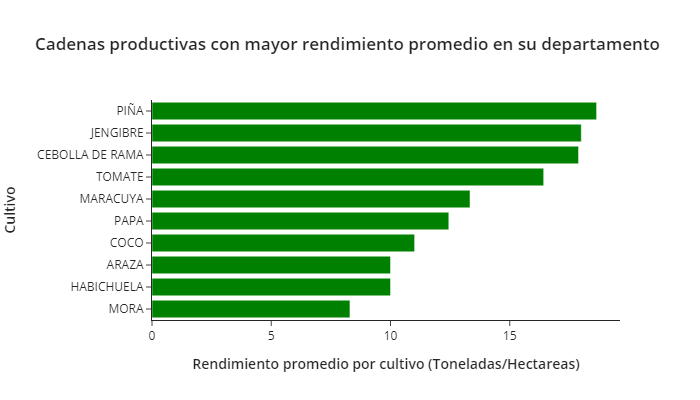 Cadenas productivas con mayor rendimiento promedio en su departamento
Cultivo
PIÑA
JENGIBRE
CEBOLLA DE RAMA
TOMATE
MARACUYA
PAPA
COCO
ARAZA
HABICHUELA
MORA
0 5 10 15
Rendimiento promedio por cultivo (Toneladas/Hectareas)